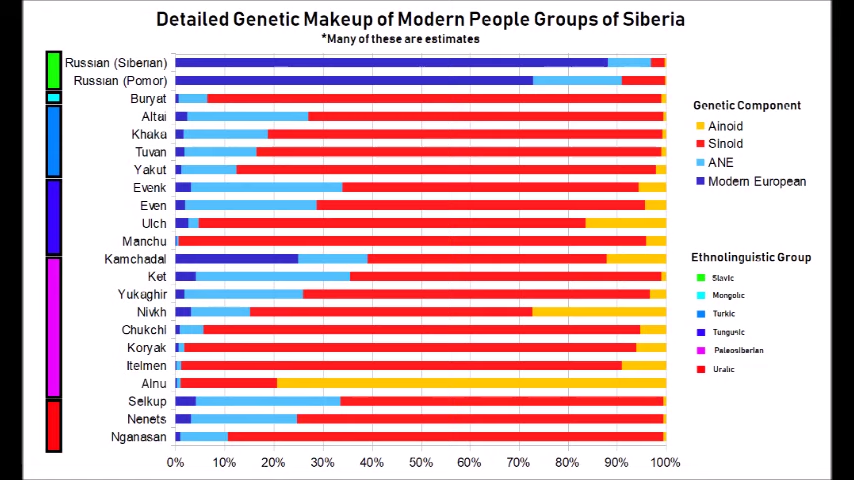 Detailed Genetic Makeup of Modern People Groups of Siberia
*Many of these are estimates
Russian (Siberian)
Russian (Pomor)
Buryat
Altai
Khaka
Tuvan
Yakut
Evenk
Even
Ulch
Manchu
Kamchadal
Ket
Yukaghir
Nivkh
Chukchi
Koryak
Itelmen
Ainu
Selkup
Nenets
Nganasan
0% 10% 20% 30% 40% 50% 60% 70% 80% 90% 100%
Genetic Component
Ainoid
Sinoid
ANE
Modern European
Ethnolinguistic Group
Slavic
Mongolic
Turkic
Tungusic
Paleosiberian
Uralic